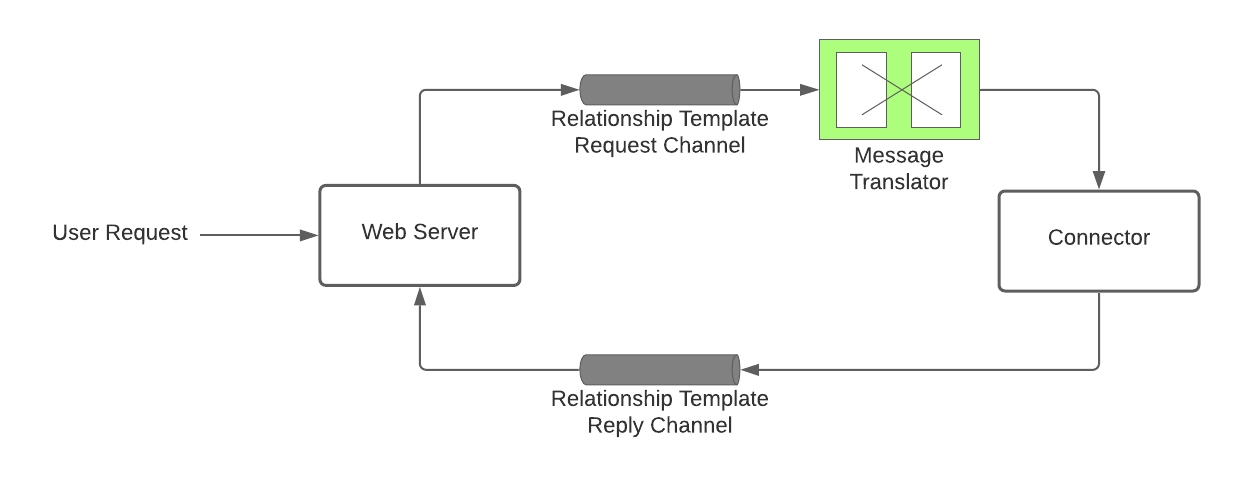 Relationship Template
Request Channel
Message
Translator
User Request
Web Server
Connector
Relationship Template
Reply Channel